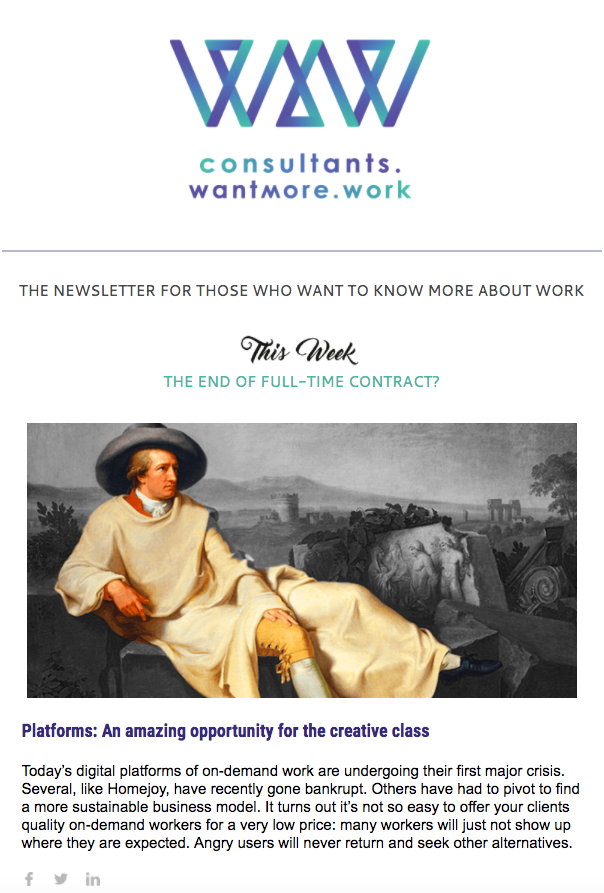 WMW
consultants.
wantmore.work
THE NEWSLETTER FOR THOSE WHO WANT TO KNOW MORE ABOUT WORK
This Week
THE END OF FULL-TIME CONTRACT?
Platforms: An amazing opportunity for the creative class
Today's digital platforms of on-demand work are undergoing their first major crisis.
Several, like Homejoy, have recently gone bankrupt. Others have had to pivot to find
a more sustainable business model. It turns out it's not so easy to offer your clients
quality on-demand workers for a very low price: many workers will just not show up
where they are expected. Angry users will never return and seek other alternatives.